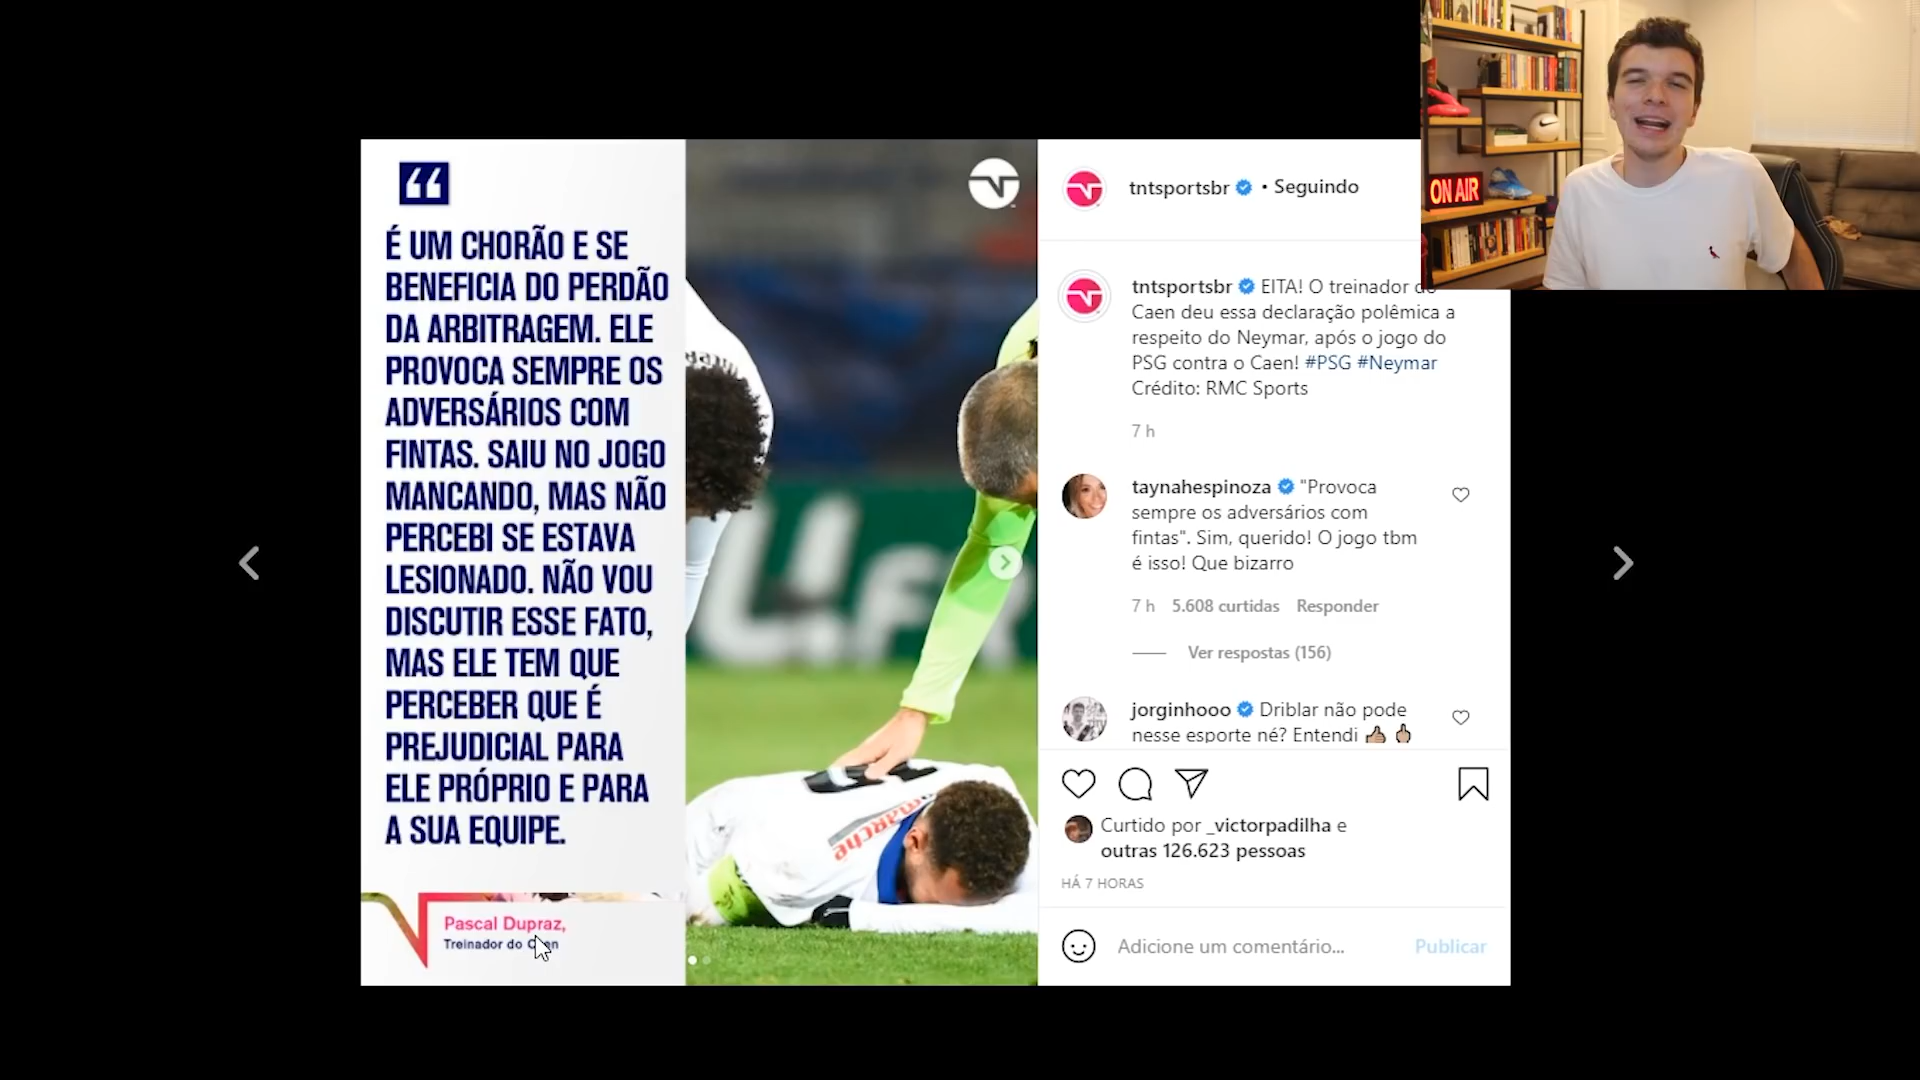 É UM CHORÃO E SE
BENEFICIA DO PERDÃO
DA ARBITRAGEM. ELE
PROVOCA SEMPRE OS
ADVERSÁRIOS COM
FINTAS. SAIU NO JOGO
MANCANDO, MAS NÃO
PERCEBI SE ESTAVA
LESIONADO. NÃO VOU
DISCUTIR ESSE FATO,
MAS ELE TEM QUE
PERCEBER QUE É
PREJUDICIAL PARA
ELE PRÓPRIO E PARA
A SUA EQUIPE.
Pascal Dupraz,
Treinador do Caen
marché
tntsportsbr • Seguindo
tntsportsbr EITA! O treinador do
Caen deu essa declaração polêmica a
respeito do Neymar, após o jogo do
PSG contra o Caen! #PSG #Neymar
Crédito: RMC Sports
7 h
taynahespinoza "Provoca
sempre os adversários com
fintas". Sim, querido! O jogo tbm
é isso! Que bizarro
7 h 5.608 curtidas Responder
Ver respostas (156)
jorginhooo Driblar não pode
nesse esporte né? Entendi 👍🏼 🖕🏼
Curtido por _victorpadilha e
outras 126.623 pessoas
HÁ 7 HORAS
Adicione um comentário... Publicar
ON AIR